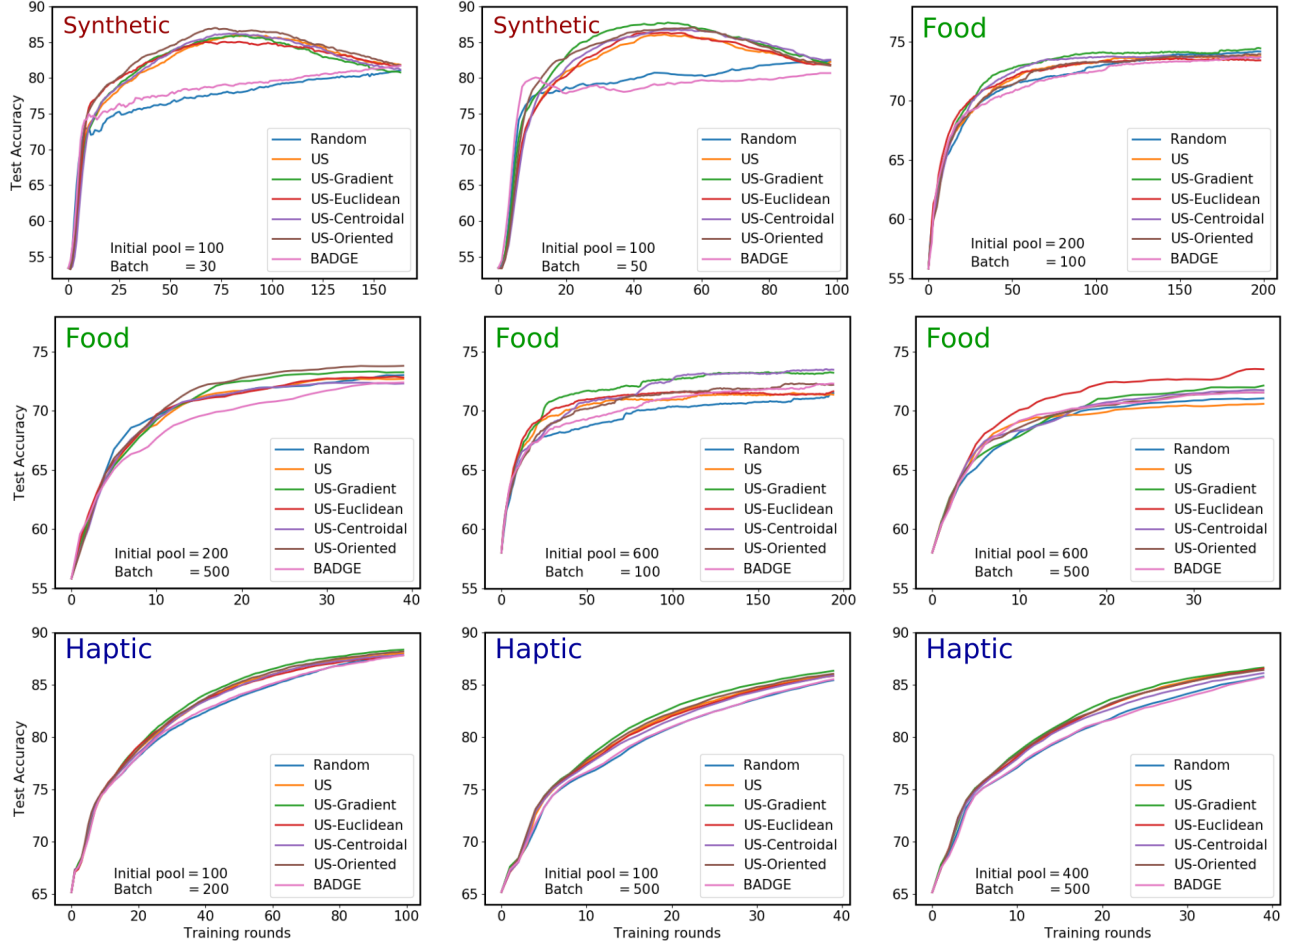 Synthetic
Test Accuracy
90
85
80
75
70
65
60
55
Random
US
US-Gradient
US-Euclidean
US-Centroidal
US-Oriented
BADGE
Initial pool = 100
Batch = 30
0 25 50 75 100 125 150
Synthetic
90
85
80
75
70
65
60
55
Random
US
US-Gradient
US-Euclidean
US-Centroidal
US-Oriented
BADGE
Initial pool = 100
Batch = 50
0 20 40 60 80 100
Food
75
70
65
60
55
Random
US
US-Gradient
US-Euclidean
US-Centroidal
US-Oriented
BADGE
Initial pool = 200
Batch = 100
0 50 100 150 200
Food
Test Accuracy
75
70
65
60
55
Random
US
US-Gradient
US-Euclidean
US-Centroidal
US-Oriented
BADGE
Initial pool = 200
Batch = 500
0 10 20 30 40
Food
75
70
65
60
55
Random
US
US-Gradient
US-Euclidean
US-Centroidal
US-Oriented
BADGE
Initial pool = 600
Batch = 100
0 50 100 150 200
Food
75
70
65
60
55
Random
US
US-Gradient
US-Euclidean
US-Centroidal
US-Oriented
BADGE
Initial pool = 600
Batch = 500
0 10 20 30
Haptic
Test Accuracy
90
85
80
75
70
65
Random
US
US-Gradient
US-Euclidean
US-Centroidal
US-Oriented
BADGE
Initial pool = 100
Batch = 200
0 20 40 60 80 100
Training rounds
Haptic
90
85
80
75
70
65
Random
US
US-Gradient
US-Euclidean
US-Centroidal
US-Oriented
BADGE
Initial pool = 100
Batch = 500
0 10 20 30 40
Training rounds
Haptic
90
85
80
75
70
65
Random
US
US-Gradient
US-Euclidean
US-Centroidal
US-Oriented
BADGE
Initial pool = 400
Batch = 500
0 10 20 30 40
Training rounds